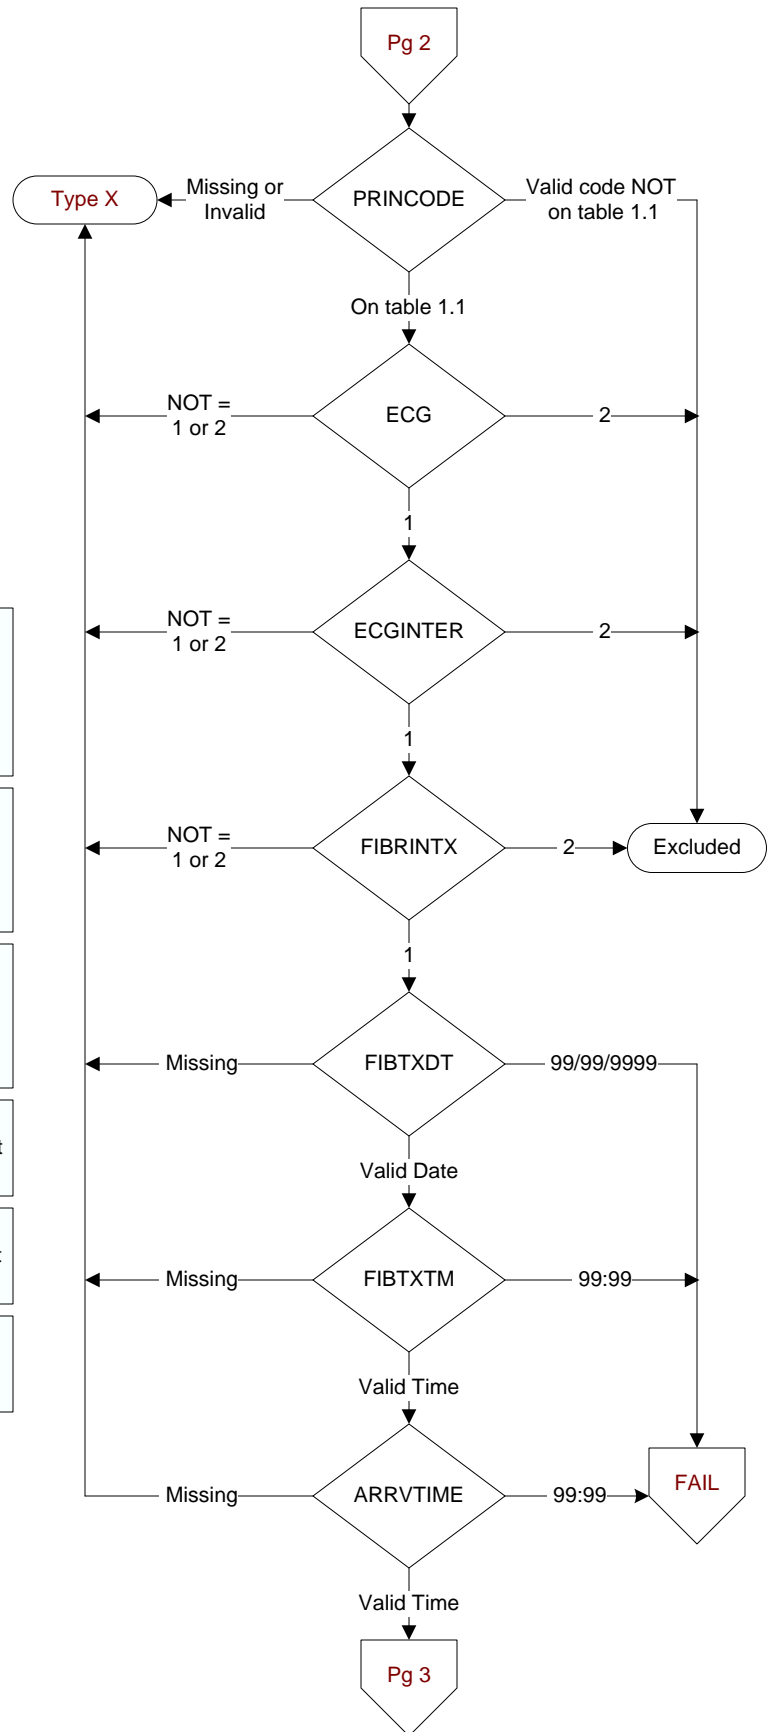 Pg 2
Missing or
Invalid
Type X
PRINCODE
Valid code NOT
on table 1.1
On table 1.1
NOT =
1 or 2
ECG
2
1
NOT =
1 or 2
ECGINTER
2
1
NOT =
1 or 2
FIBRINTX
2
Excluded
1
Missing
FIBTXDT
99/99/9999
Valid Date
Missing
FIBTXTM
99:99
Valid Time
Missing
ARRVTIME
99:99
FAIL
Valid Time
Pg 3